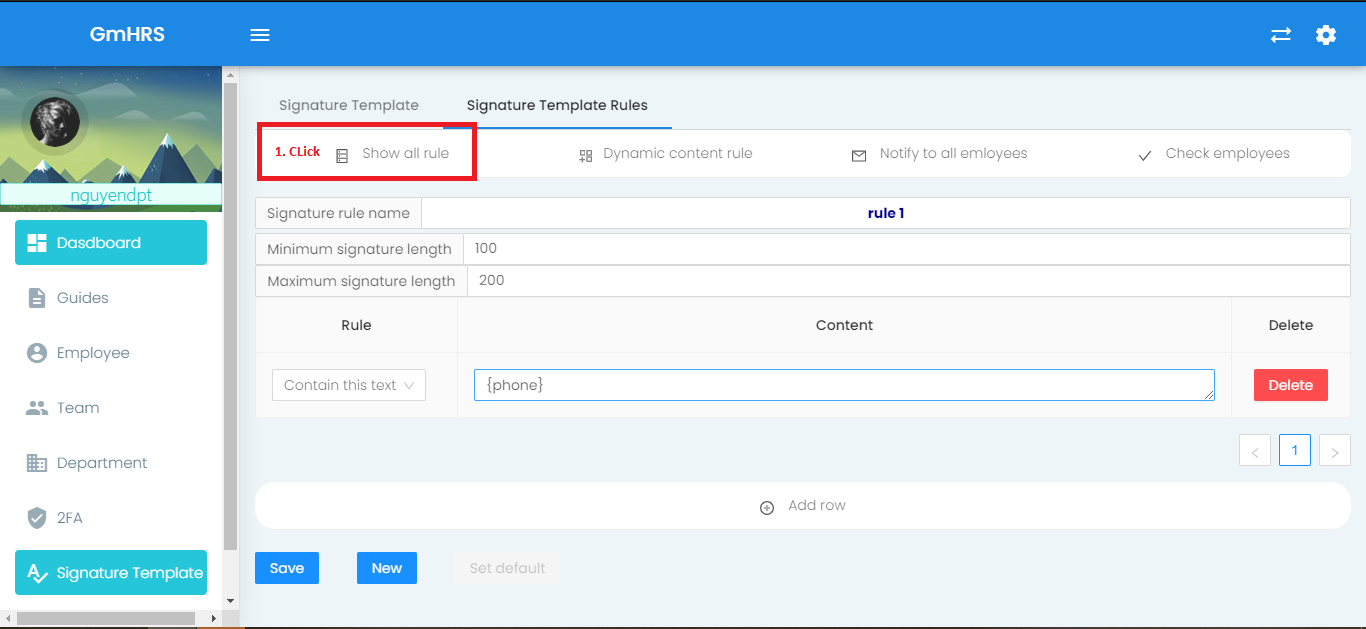 GmHRS
nguyendpt
Dasdboard
Guides
Employee
Team
Department
2FA
Signature Template
Signature Template
Signature Template Rules
1. CLick
Show all rule
Dynamic content rule
Notify to all emloyees
Check employees
Signature rule name
rule 1
Minimum signature length
100
Maximum signature length
200
Rule
Content
Delete
Contain this text
{phone}
Delete
<
1
>
Add row
Save
New
Set default